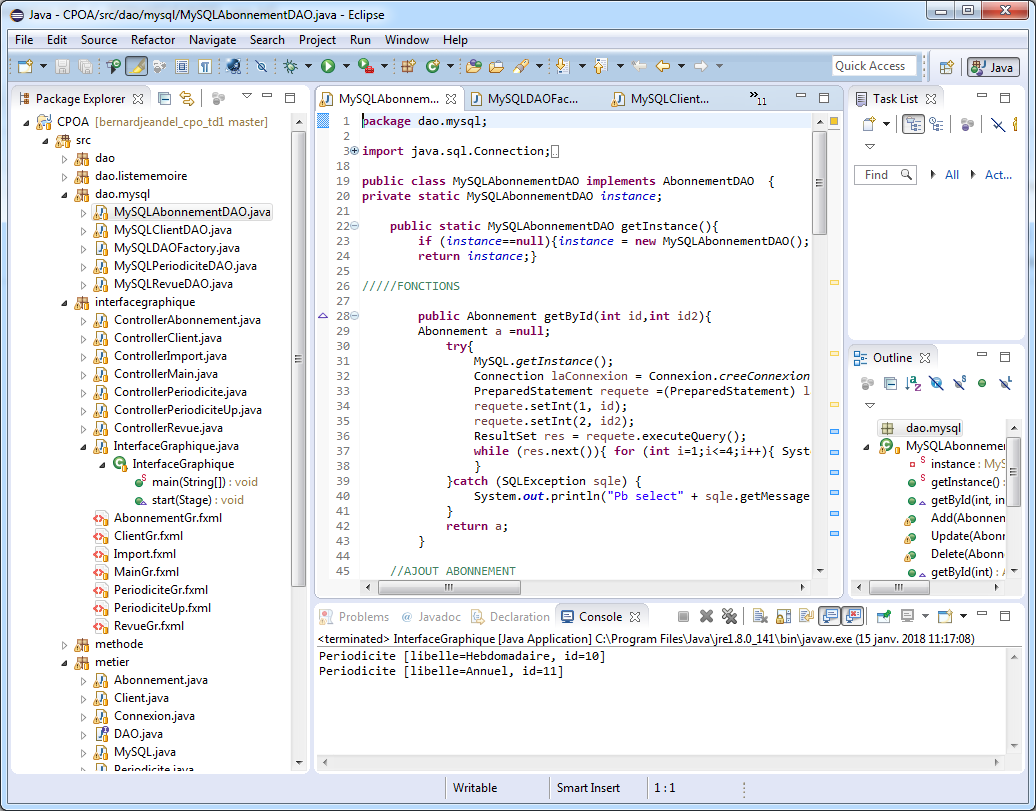 Java - CPOA/src/dao/mysql/MySQLAbonnementDAO.java - Eclipse
File Edit Source Refactor Navigate Search Project Run Window Help
Quick Access
Java
Package Explorer
CPOA [bernardjeandel_cpo_td1 master]
src
dao
dao.listememoire
dao.mysql
MySQLAbonnementDAO.java
MySQLClientDAO.java
MySQLDAOFactory.java
MySQLPeriodiciteDAO.java
MySQLRevueDAO.java
interfacegraphique
ControllerAbonnement.java
ControllerClient.java
ControllerImport.java
ControllerMain.java
ControllerPeriodicite.java
ControllerPeriodiciteUp.java
ControllerRevue.java
InterfaceGraphique.java
InterfaceGraphique
main(String[]) : void
start(Stage) : void
AbonnementGr.fxml
ClientGr.fxml
Import.fxml
MainGr.fxml
PeriodiciteGr.fxml
PeriodiciteUp.fxml
RevueGr.fxml
methode
metier
Abonnement.java
Client.java
Connexion.java
DAO.java
MySQL.java
Periodicite.java
MySQLAbonnem... MySQLDAOFac... MySQLClient... »11
1 package dao.mysql;
2
3 import java.sql.Connection;
18
19 public class MySQLAbonnementDAO implements AbonnementDAO {
20 private static MySQLAbonnementDAO instance;
21
22 public static MySQLAbonnementDAO getInstance(){
23 if (instance==null){instance = new MySQLAbonnementDAO();
24 return instance;}
25
26 /////FONCTIONS
27
28 public Abonnement getById(int id,int id2){
29 Abonnement a =null;
30 try{
31 MySQL.getInstance();
32 Connection laConnexion = Connexion.creeConnexion
33 PreparedStatement requete =(PreparedStatement) l
34 requete.setInt(1, id);
35 requete.setInt(2, id2);
36 ResultSet res = requete.executeQuery();
37 while (res.next()){ for (int i=1;i<=4;i++){ Syst
38 }
39 }catch (SQLException sqle) {
40 System.out.println("Pb select" + sqle.getMessage
41 }
42 return a;
43 }
44
45 //AJOUT ABONNEMENT
Task List
Find All Act...
Outline
dao.mysql
MySQLAbonnemen
instance : MyS
getInstance() :
getById(int, in
Add(Abonnen
Update(Abonn
Delete(Abonn
getById(int) : A
Problems @ Javadoc Declaration Console
<terminated> InterfaceGraphique [Java Application] C:\Program Files\Java\jre1.8.0_141\bin\javaw.exe (15 janv. 2018 11:17:08)
Periodicite [libelle=Hebdomadaire, id=10]
Periodicite [libelle=Annuel, id=11]
Writable Smart Insert 1 : 1